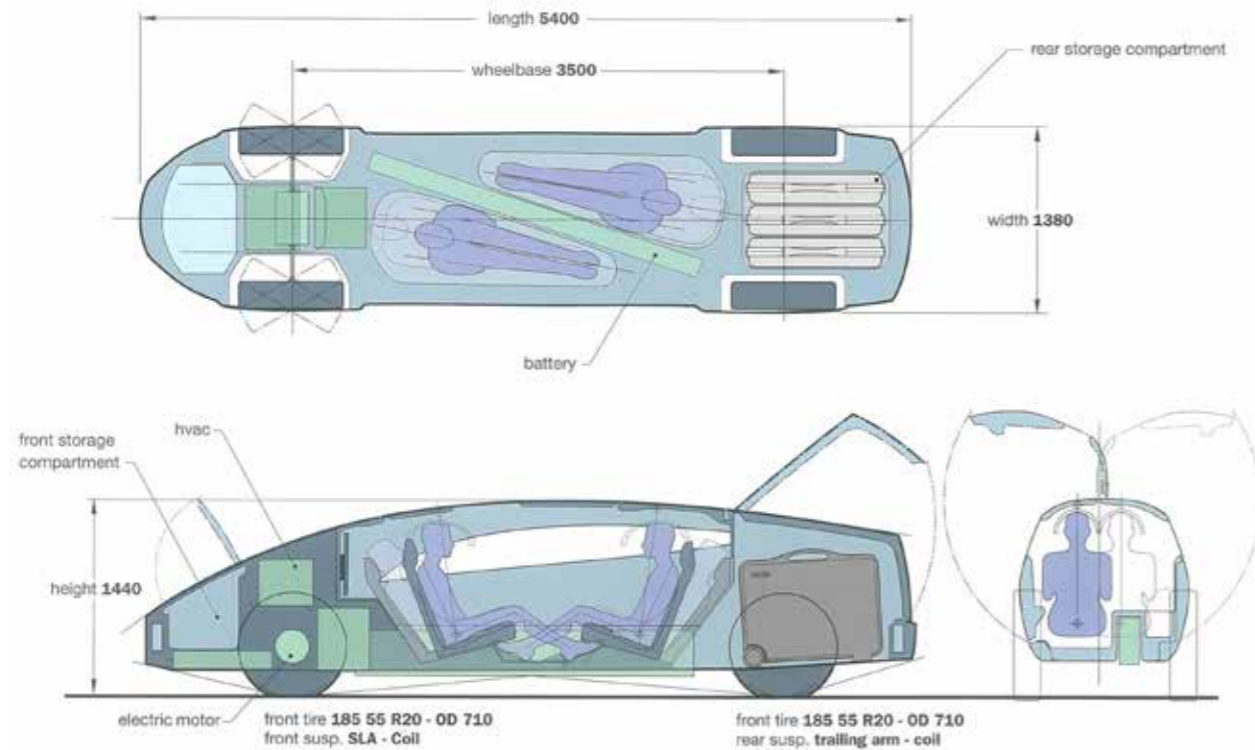 length 5400
wheelbase 3500
rear storage compartment
width 1380
battery
hvac
front storage
compartment
height 1440
electric motor
front tire 185 55 R20 - OD 710
front susp. SLA - Coil
front tire 185 55 R20 - OD 710
rear susp. trailing arm - coil